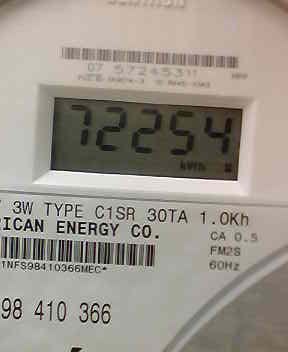 07 57245311
72254
kWh
3W TYPE C1SR 30TA 1.0Kh
RICAN ENERGY CO.
CA 0.5
FM2S
60Hz
1NFS98410366MEC*
98 410 366